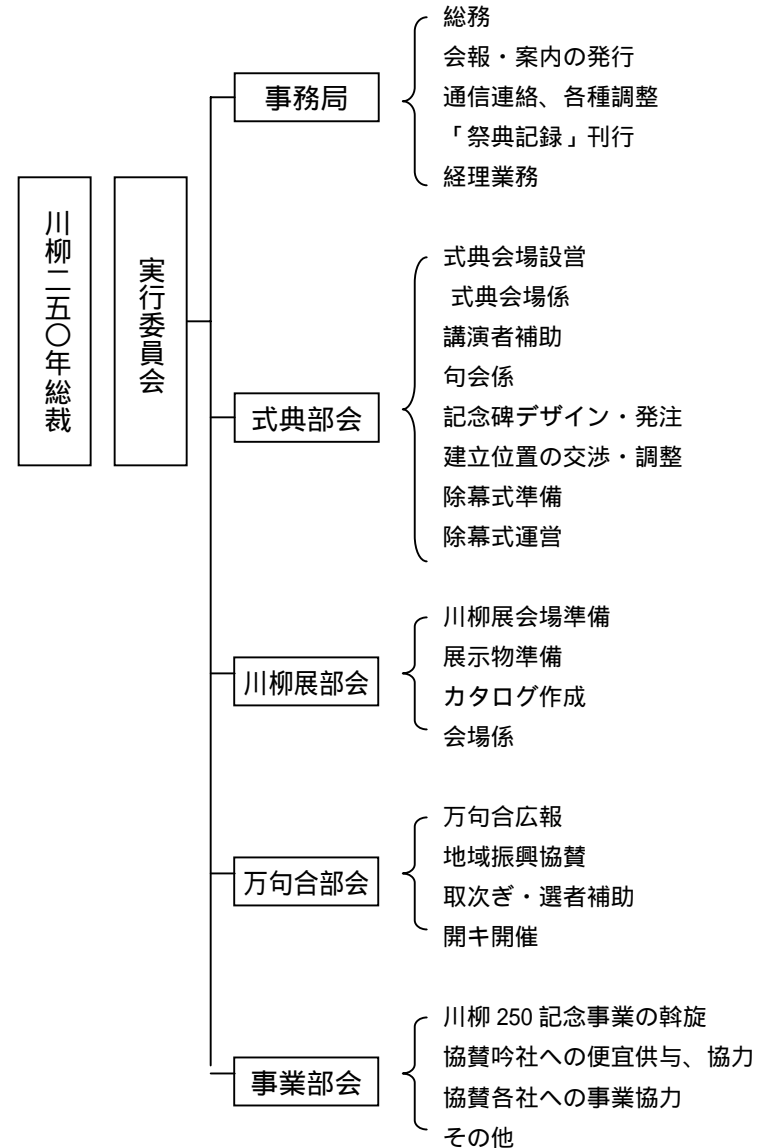 川柳二五〇年総裁
実行委員会
事務局
総務
会報・案内の発行
通信連絡、各種調整
「祭典記録」刊行
経理業務
式典部会
式典会場設営
式典会場係
講演者補助
句会係
記念碑デザイン・発注
建立位置の交渉・調整
除幕式準備
除幕式運営
川柳展部会
川柳展会場準備
展示物準備
カタログ作成
会場係
万句合部会
万句合広報
地域振興協賛
取次ぎ・選者補助
開キ開催
事業部会
川柳 250 記念事業の斡旋
協賛吟社への便宜供与、協力
協賛各社への事業協力
その他